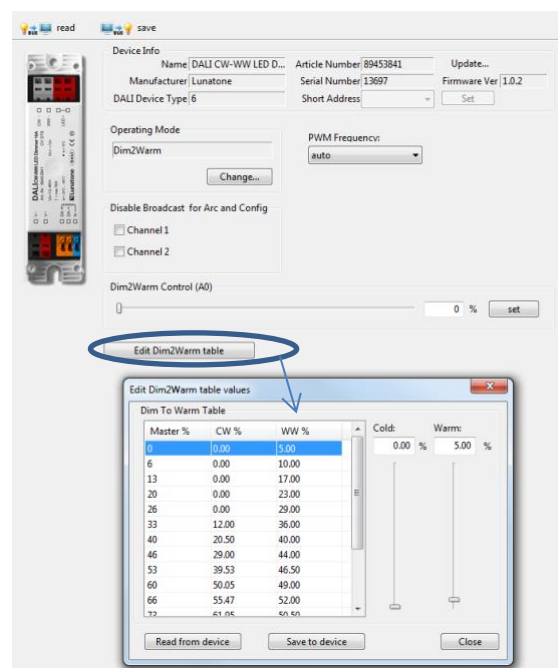 read save
Device Info
Name DALI CW-WW LED D... Article Number 89453841 Update...
Manufacturer Lunatone Serial Number 13697 Firmware Ver 1.0.2
DALI Device Type 6 Short Address Set
Operating Mode
PWM Frequency:
Dim2Warm
auto
Change...
Disable Broadcast for Arc and Config
Channel 1
Channel 2
Dim2Warm Control (A0)
0 % set
Edit Dim2Warm table
Edit Dim2Warm table values
Dim To Warm Table
Master % CW % WW % Cold: Warm:
0 0.00 5.00 0.00 % 5.00 %
6 0.00 10.00
13 0.00 17.00
20 0.00 23.00
26 0.00 29.00
33 12.00 36.00
40 20.50 40.00
46 29.00 44.00
53 39.53 46.50
60 50.05 49.00
66 55.47 52.00
73 61.05 50.50
Read from device Save to device Close